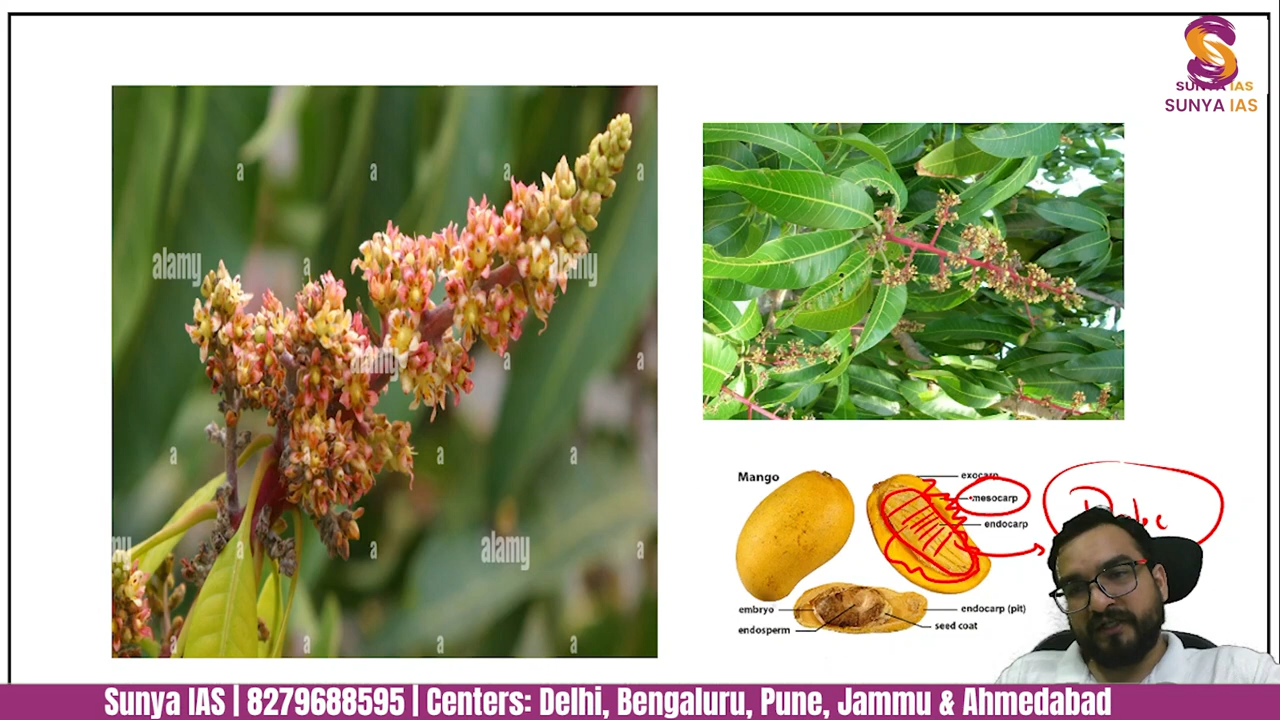 SUNYA IAS
SUNYA IAS
a
a
a
a
alamy
alamy
a
a
alamy
a
a
a
a
alamy
a
a
a
Mango
exocarp
mesocarp
endocarp
embryo
endosperm
endocarp (pit)
seed coat
Sunya IAS | 8279688595 | Centers: Delhi, Bengaluru, Pune, Jammu & Ahmedabad